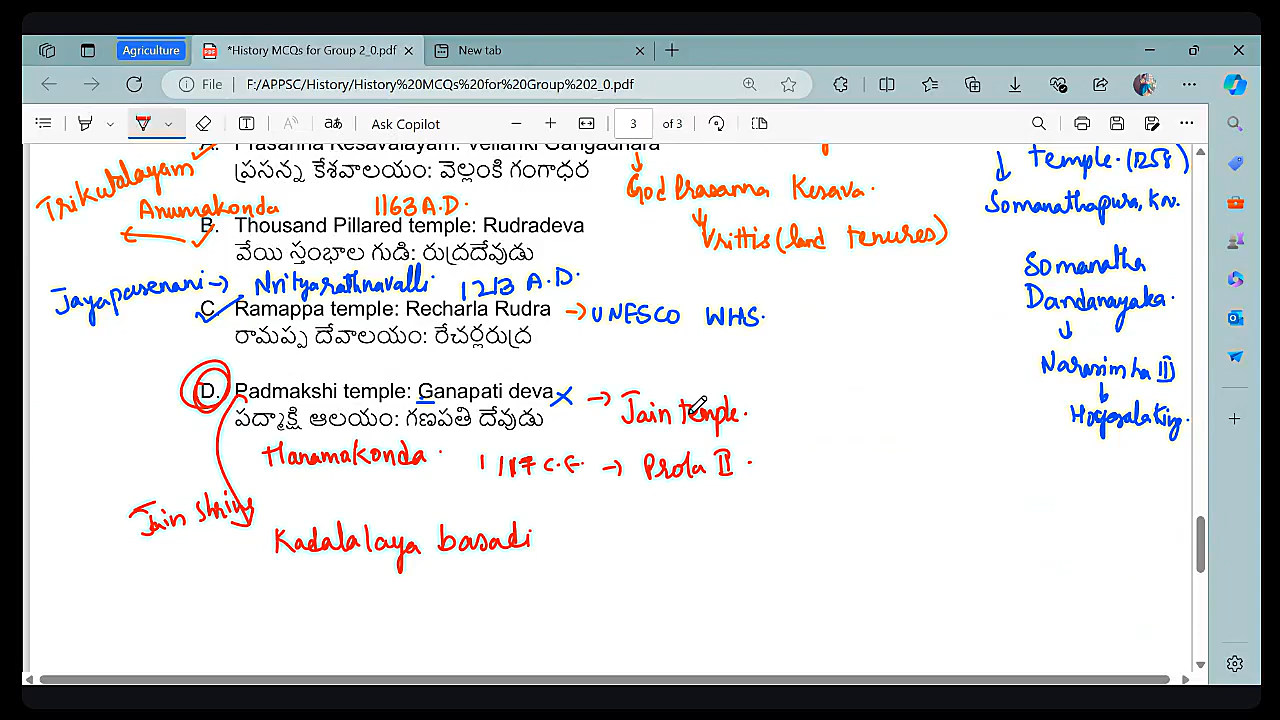 Agriculture
*History MCQs for Group 2_0.pdf
New tab
File
F:/APPSC/History/History%20MCQs%20for%20Group%202_0.pdf
Ask Copilot
3 of 3
A. Prasanna Kesavalayam: Vellanki Gangadhara
ప్రసన్న కేశవాలయం: వెల్లంకి గంగాధర
Trikutalayam
God Prasanna Kesava.
Vrittis (land tenures)
Anumakonda 1163 A.D.
B. Thousand Pillared temple: Rudradeva
వేయి స్తంభాల గుడి: రుద్రదేవుడు
Jayapasenani → Nrityarathnavalli 1213 A.D.
C. Ramappa temple: Recharla Rudra → UNESCO WHS.
రామప్ప దేవాలయం: రేచర్లరుద్ర
D. Padmakshi temple: Ganapati deva X → Jain temple.
పద్మాక్షి ఆలయం: గణపతి దేవుడు
Hanamakonda. 1117 C.E. → Prola II.
Jain shrine
Kadalalaya basadi
temple. (1258)
Somanathapura, Kn.
Somanatha
Dandanayaka.
Narasimha III
Hoysala King.